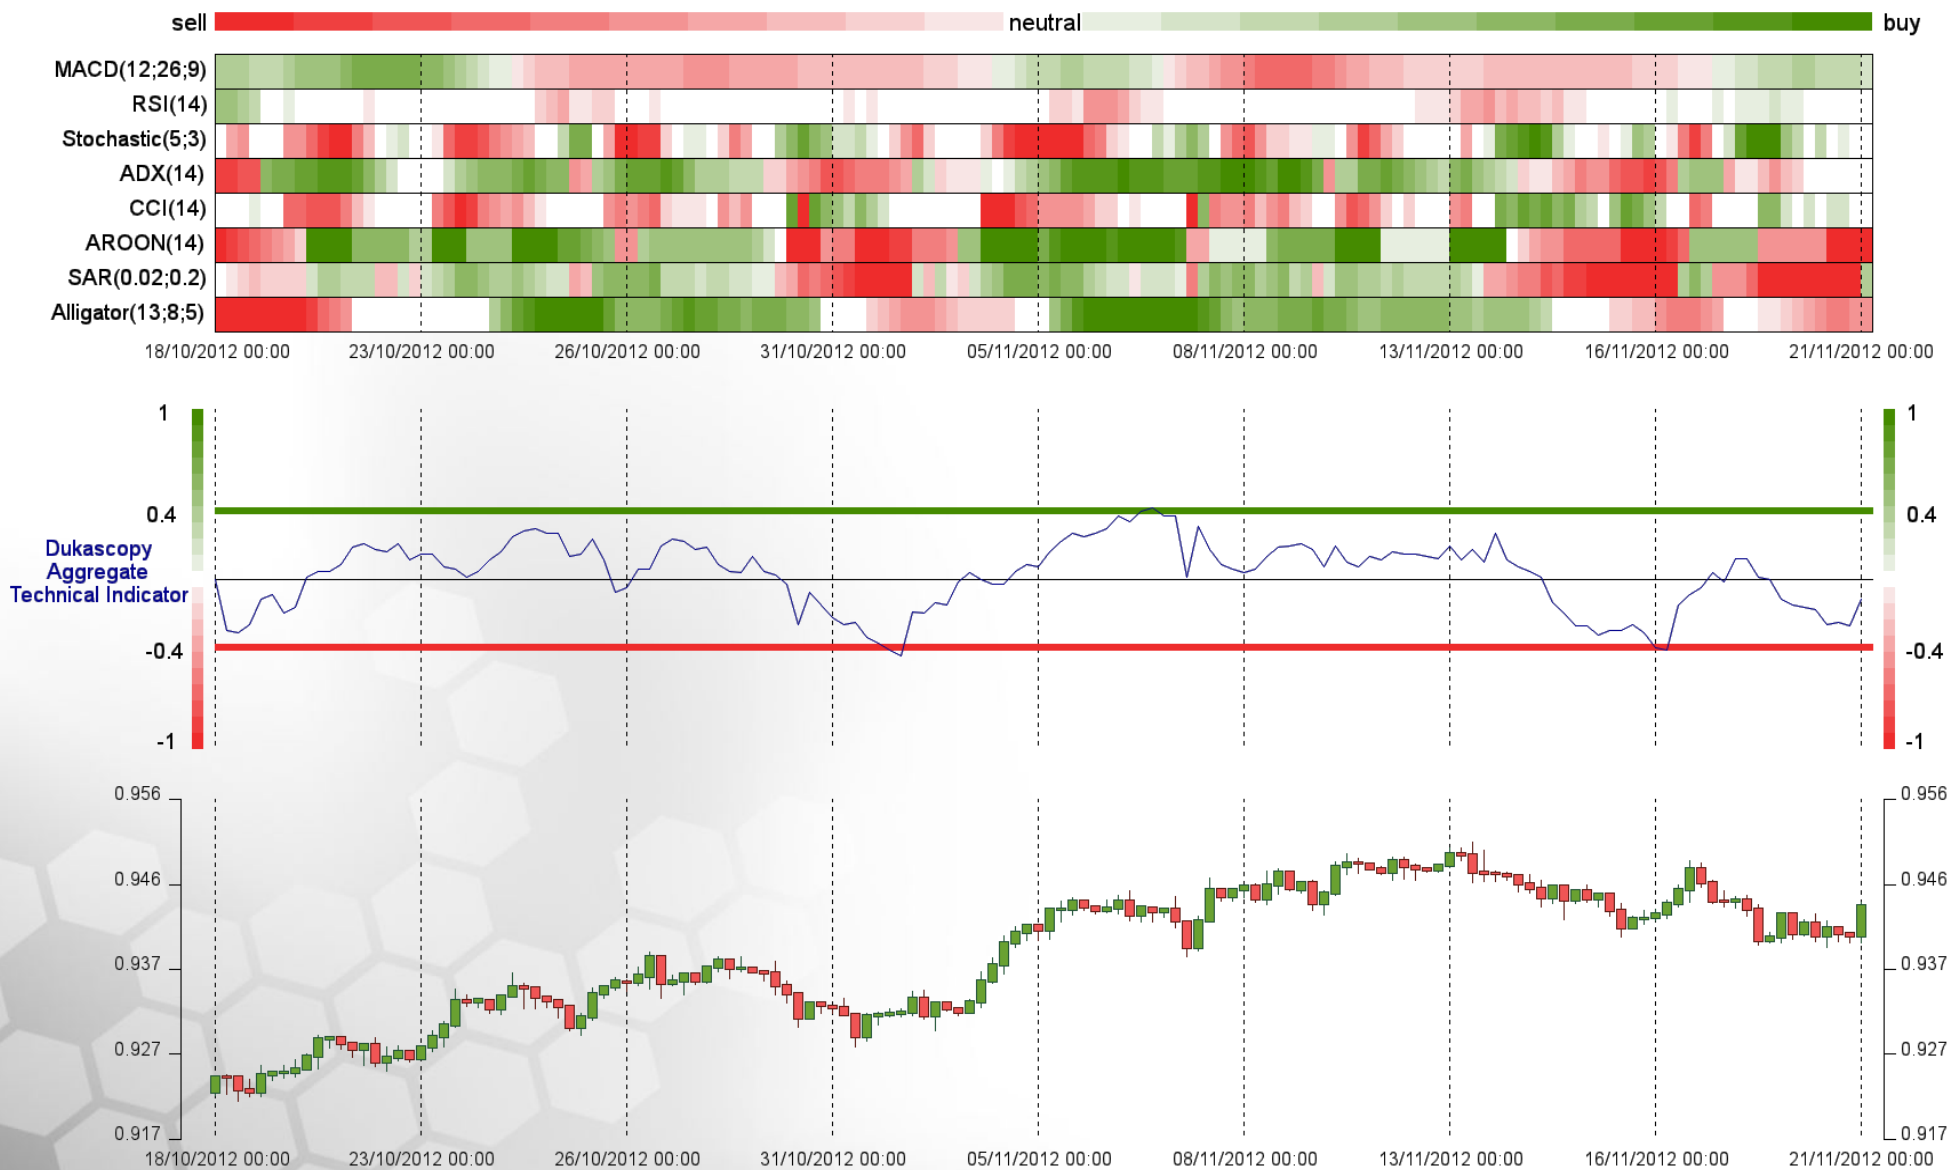 sell neutral buy
MACD(12;26;9)
RSI(14)
Stochastic(5;3)
ADX(14)
CCI(14)
AROON(14)
SAR(0.02;0.2)
Alligator(13;8;5)
18/10/2012 00:00 23/10/2012 00:00 26/10/2012 00:00 31/10/2012 00:00 05/11/2012 00:00 08/11/2012 00:00 13/11/2012 00:00 16/11/2012 00:00 21/11/2012 00:00
1 1
0.4 0.4
Dukascopy
Aggregate
Technical Indicator
-0.4 -0.4
-1 -1
0.956 0.956
0.946 0.946
0.937 0.937
0.927 0.927
0.917 0.917
18/10/2012 00:00 23/10/2012 00:00 26/10/2012 00:00 31/10/2012 00:00 05/11/2012 00:00 08/11/2012 00:00 13/11/2012 00:00 16/11/2012 00:00 21/11/2012 00:00